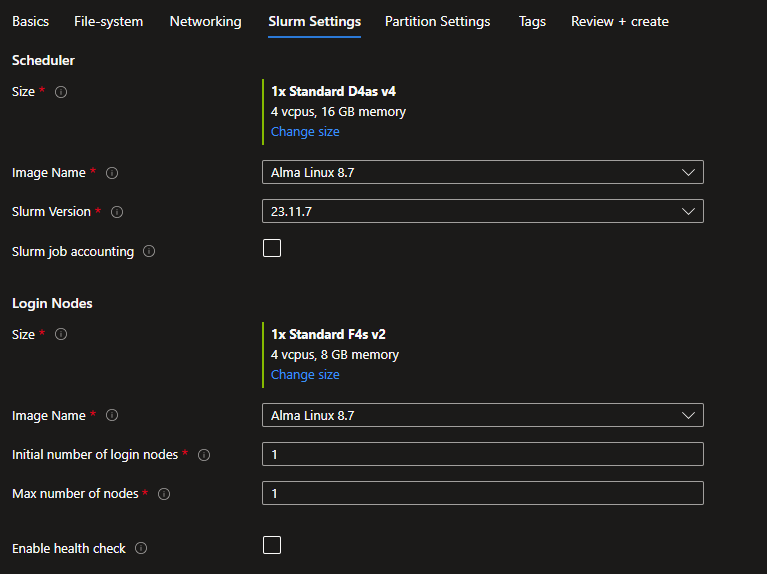 Basics File-system Networking Slurm Settings Partition Settings Tags Review + create
Scheduler
Size *
1x Standard D4as v4
4 vcpus, 16 GB memory
Change size
Image Name *
Alma Linux 8.7
Slurm Version *
23.11.7
Slurm job accounting
Login Nodes
Size *
1x Standard F4s v2
4 vcpus, 8 GB memory
Change size
Image Name *
Alma Linux 8.7
Initial number of login nodes *
1
Max number of nodes *
1
Enable health check